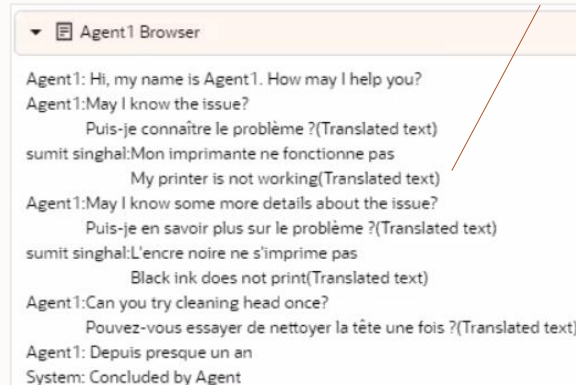 Agent1 Browser
Agent1: Hi, my name is Agent1. How may I help you?
Agent1:May I know the issue?
Puis-je connaître le problème ?(Translated text)
sumit singhal:Mon imprimante ne fonctionne pas
My printer is not working(Translated text)
Agent1:May I know some more details about the issue?
Puis-je en savoir plus sur le problème ?(Translated text)
sumit singhal:L'encre noire ne s'imprime pas
Black ink does not print(Translated text)
Agent1:Can you try cleaning head once?
Pouvez-vous essayer de nettoyer la tête une fois ?(Translated text)
Agent1: Depuis presque un an
System: Concluded by Agent